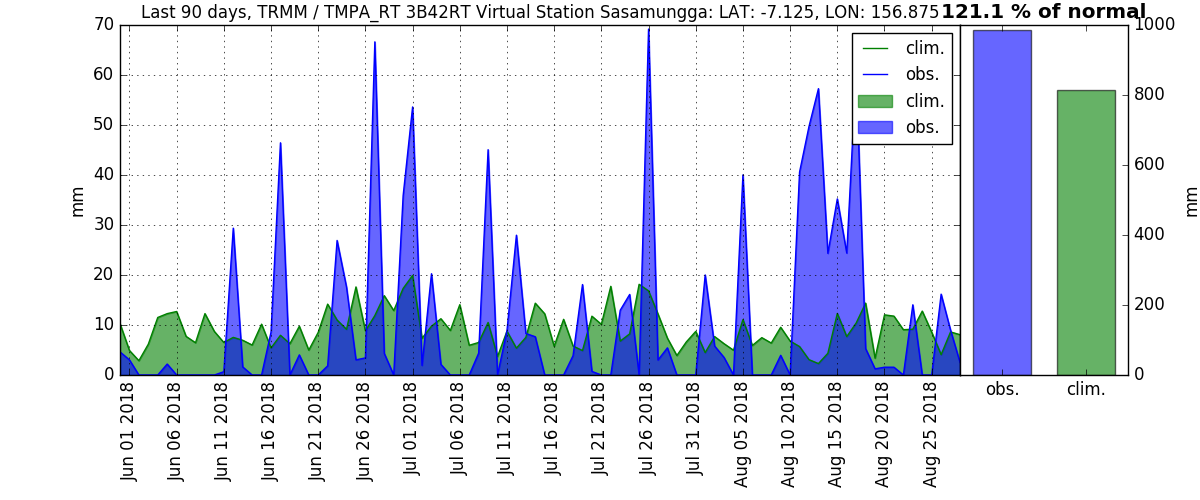 Last 90 days, TRMM / TMPA_RT 3B42RT Virtual Station Sasamungga: LAT: -7.125, LON: 156.875
121.1 % of normal
70
60
50
40
30
20
10
0
mm
clim.
obs.
clim.
obs.
1000
800
600
400
200
0
mm
obs.
clim.
Jun 01 2018
Jun 06 2018
Jun 11 2018
Jun 16 2018
Jun 21 2018
Jun 26 2018
Jul 01 2018
Jul 06 2018
Jul 11 2018
Jul 16 2018
Jul 21 2018
Jul 26 2018
Jul 31 2018
Aug 05 2018
Aug 10 2018
Aug 15 2018
Aug 20 2018
Aug 25 2018